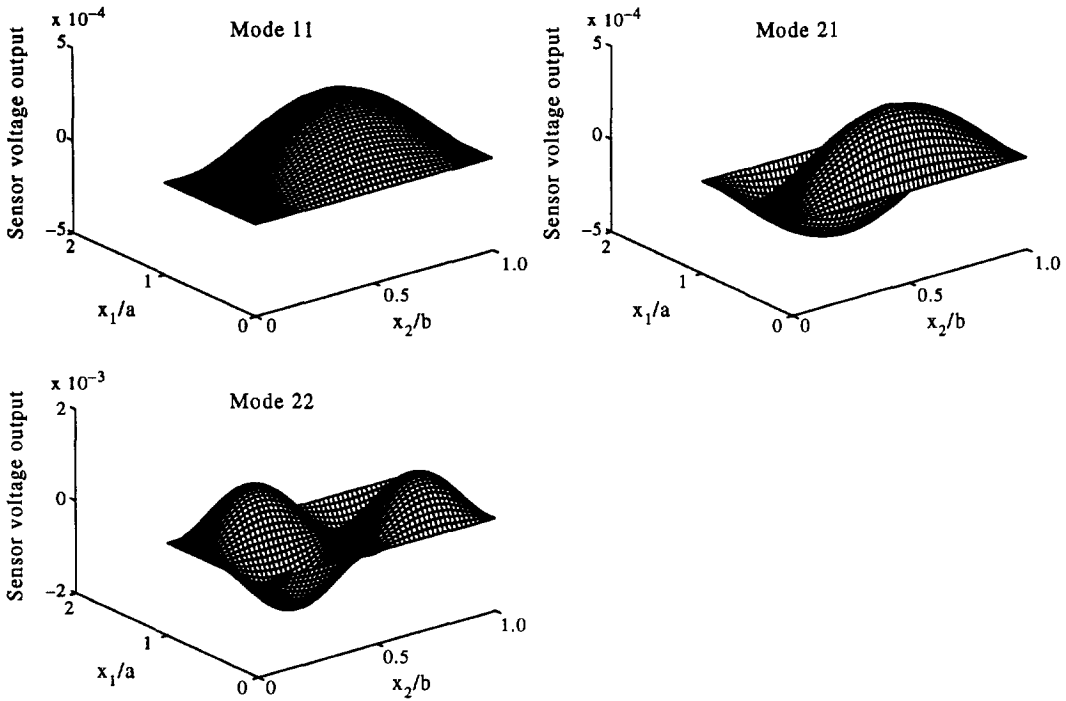 x 10⁻⁴
Mode 11
Sensor voltage output
5
0
−5
2
1
0
x₁/a
0
0.5
1.0
x₂/b
x 10⁻⁴
Mode 21
Sensor voltage output
5
0
−5
2
1
0
x₁/a
0
0.5
1.0
x₂/b
x 10⁻³
Mode 22
Sensor voltage output
2
0
−2
2
1
0
x₁/a
0
0.5
1.0
x₂/b